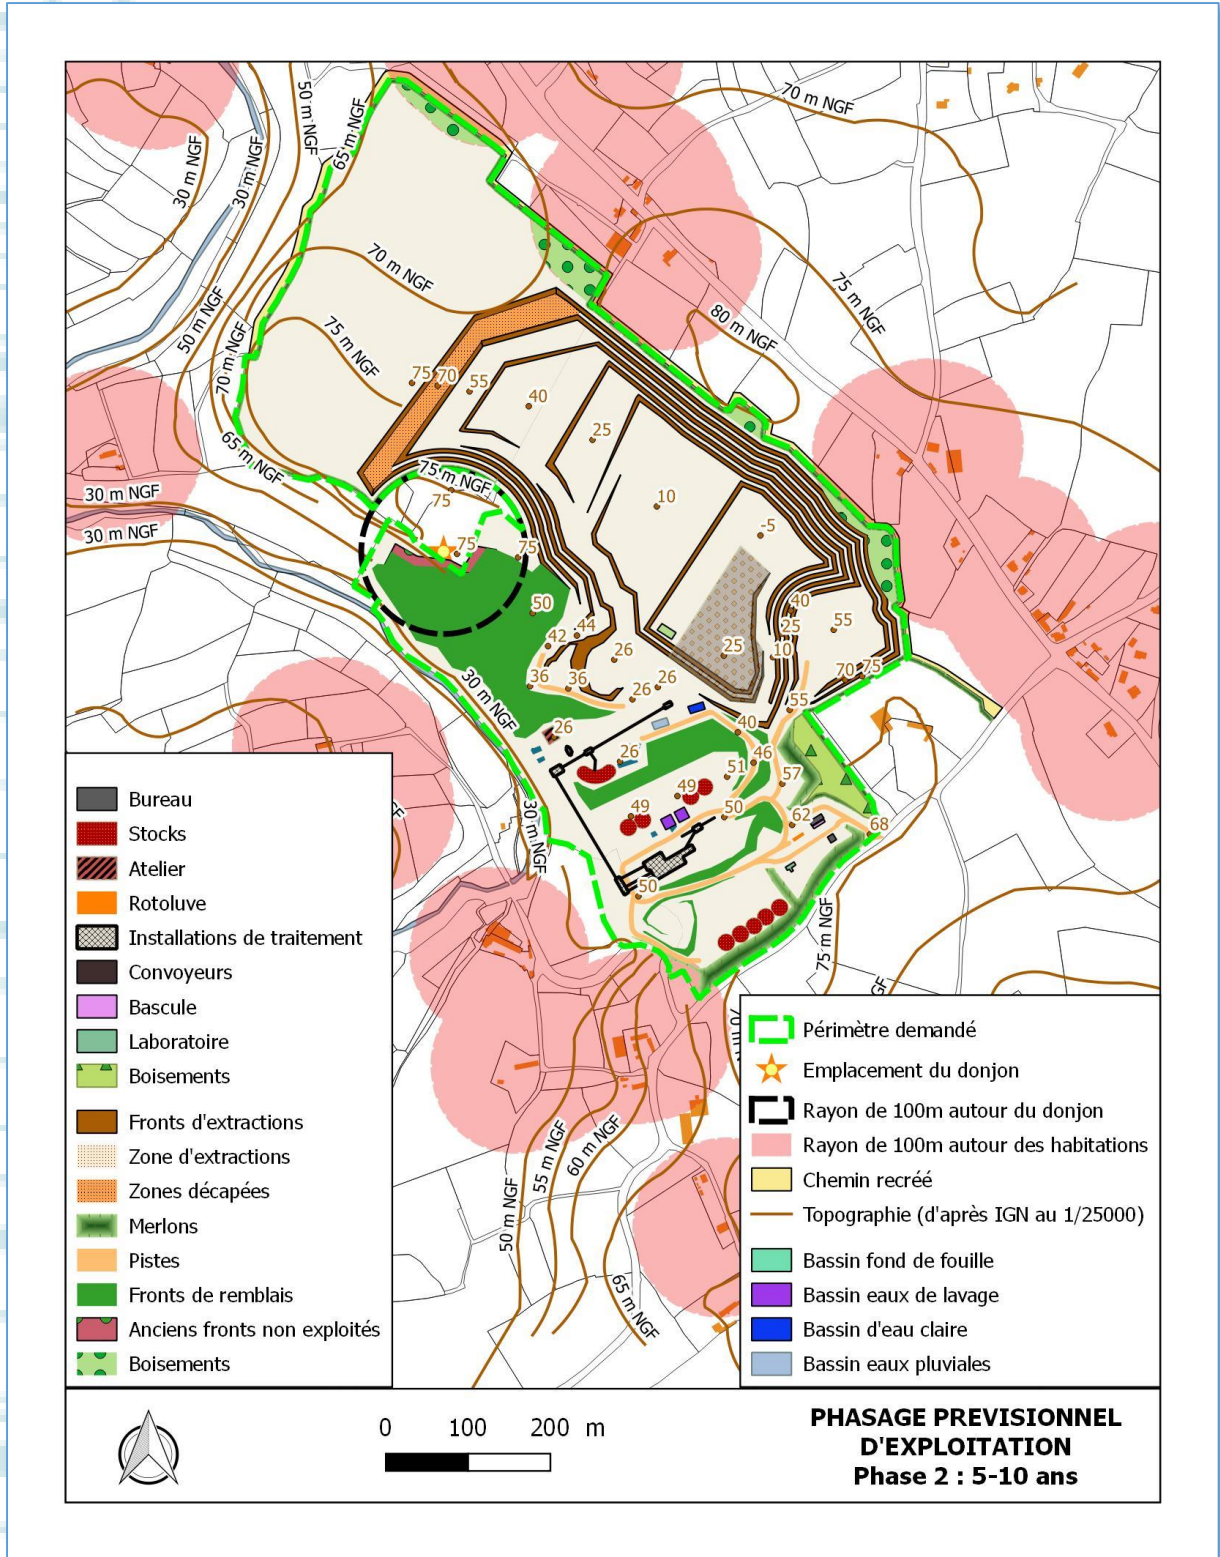 70 m NGF
50 m NGF
65 m NGF
30 m NGF
30 m NGF
70 m NGF
75 m NGF
50 m NGF
80 m NGF
75 m NGF
70 m NGF
75
70
55
40
25
65 m NGF
75 m NGF
75
10
30 m NGF
-5
30 m NGF
75
75
50
40
44
25
55
42
26
25
10
70
75
36
36
26
26
30 m NGF
55
26
40
26
46
51
57
49
49
50
62
68
30 m NGF
50
75 m NGF
GF
70 m N
F
55 m NGF
60 m NGF
50 m NGF
65 m NGF
Bureau
Stocks
Atelier
Rotoluve
Installations de traitement
Convoyeurs
Bascule
Laboratoire
Boisements
Fronts d'extractions
Zone d'extractions
Zones décapées
Merlons
Pistes
Fronts de remblais
Anciens fronts non exploités
Boisements
Périmètre demandé
Emplacement du donjon
Rayon de 100m autour du donjon
Rayon de 100m autour des habitations
Chemin recréé
Topographie (d'après IGN au 1/25000)
Bassin fond de fouille
Bassin eaux de lavage
Bassin d'eau claire
Bassin eaux pluviales
0 100 200 m
PHASAGE PREVISIONNEL
D'EXPLOITATION
Phase 2 : 5-10 ans